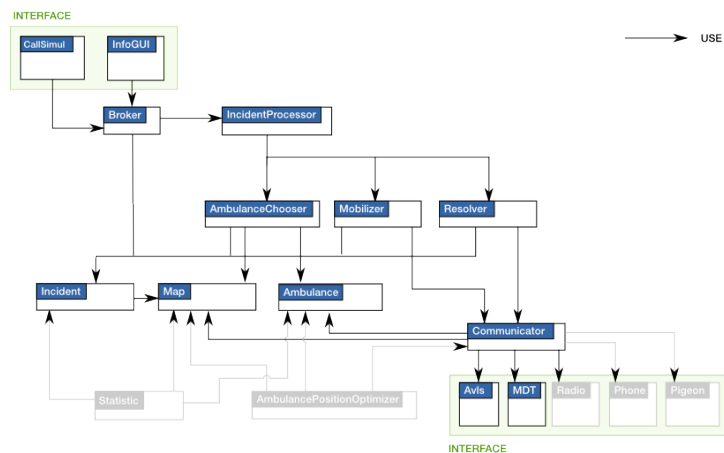 INTERFACE
CallSimul
InfoGUI
USE
Broker
IncidentProcessor
AmbulanceChooser
Mobilizer
Resolver
Incident
Map
Ambulance
Communicator
Statistic
AmbulancePositionOptimizer
Avls
MDT
Radio
Phone
Pigeon
INTERFACE